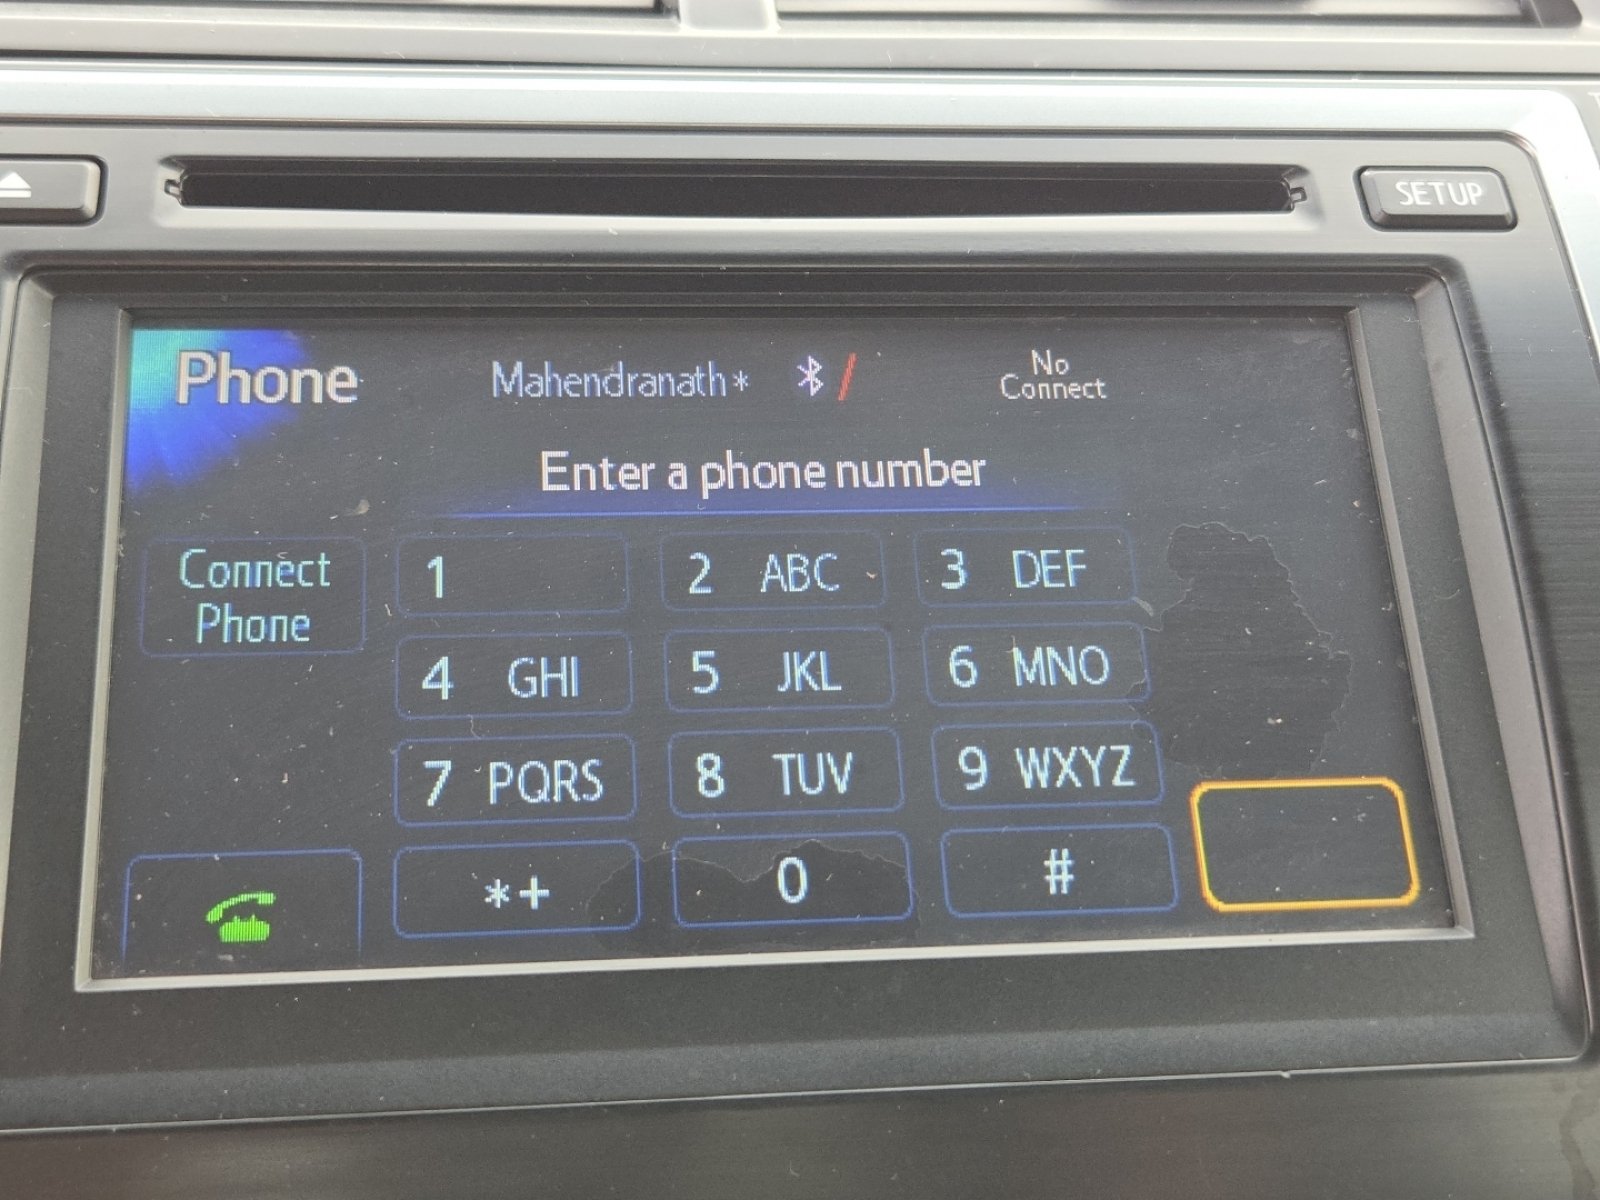 SETUP
Phone
Mahendranath*
No
Connect
Enter a phone number
Connect
Phone
1
2 ABC
3 DEF
4 GHI
5 JKL
6 MNO
7 PQRS
8 TUV
9 WXYZ
*+
0
#